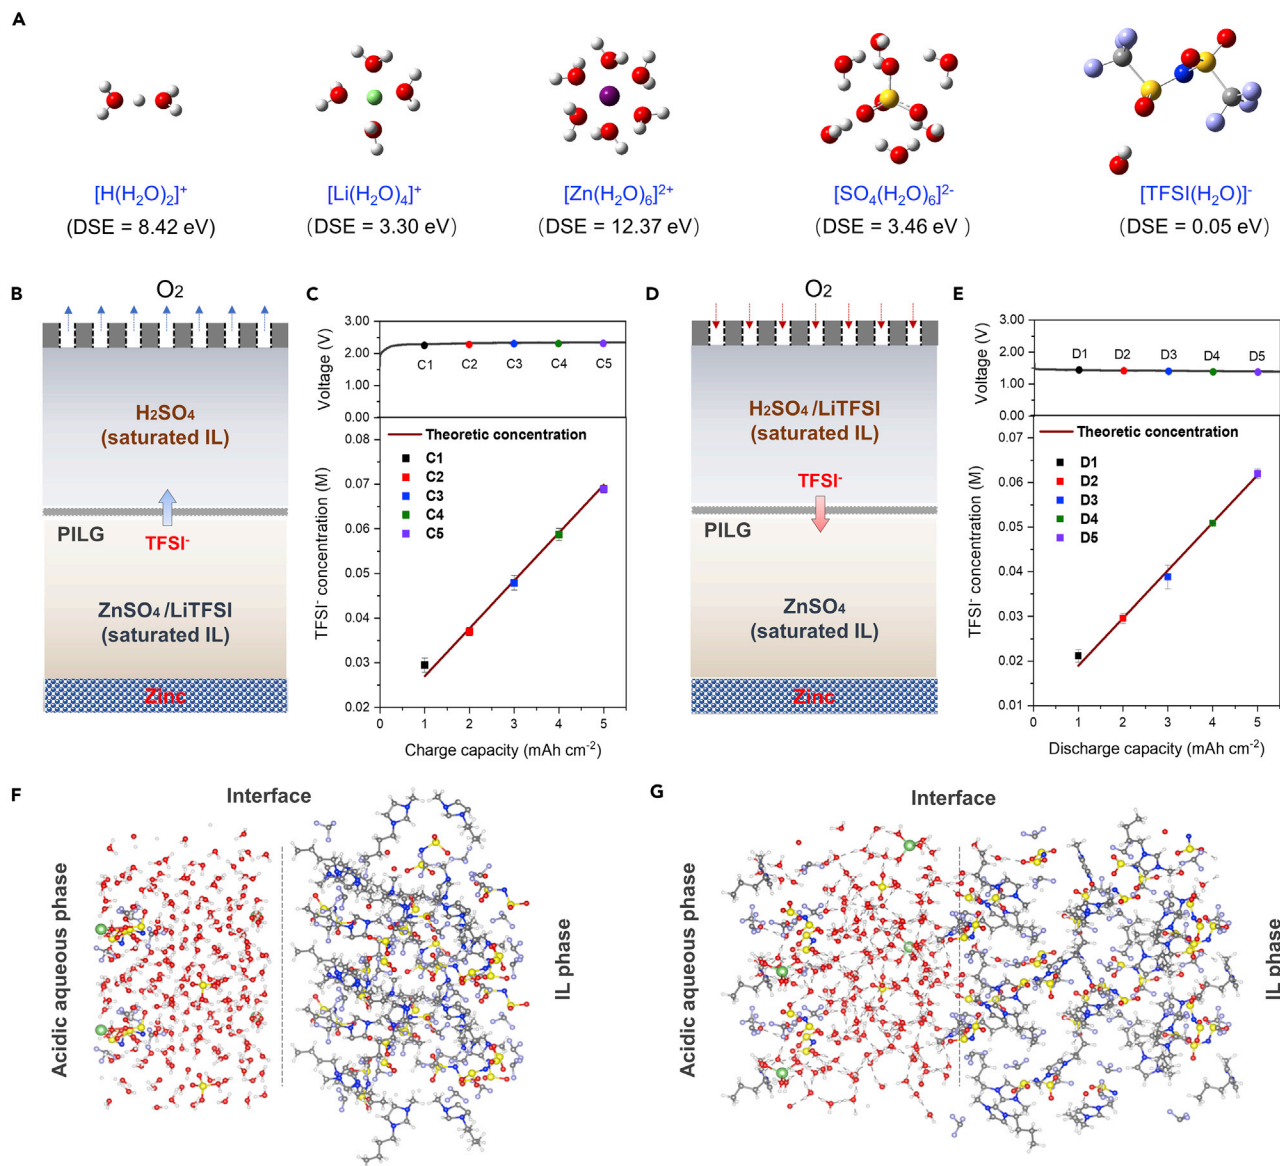 A
[H(H2O)2]+
(DSE = 8.42 eV)
[Li(H2O)4]+
(DSE = 3.30 eV)
[Zn(H2O)6]2+
(DSE = 12.37 eV)
[SO4(H2O)6]2-
(DSE = 3.46 eV )
[TFSI(H2O)]-
(DSE = 0.05 eV)
B
O2
H2SO4
(saturated IL)
PILG
TFSI-
ZnSO4 /LiTFSI
(saturated IL)
Zinc
C
Voltage (V)
3.00
2.00
1.00
0.00
C1
C2
C3
C4
C5
TFSI- concentration (M)
0.08
0.07
0.06
0.05
0.04
0.03
0.02
Theoretic concentration
C1
C2
C3
C4
C5
0
1
2
3
4
5
Charge capacity (mAh cm-2)
D
O2
H2SO4 /LiTFSI
(saturated IL)
TFSI-
PILG
ZnSO4
(saturated IL)
Zinc
E
Voltage (V)
3.00
2.00
1.00
0.00
D1
D2
D3
D4
D5
TFSI- concentration (M)
0.07
0.06
0.05
0.04
0.03
0.02
0.01
Theoretic concentration
D1
D2
D3
D4
D5
0
1
2
3
4
5
Discharge capacity (mAh cm-2)
F
Interface
Acidic aqueous phase
IL phase
G
Interface
Acidic aqueous phase
IL phase